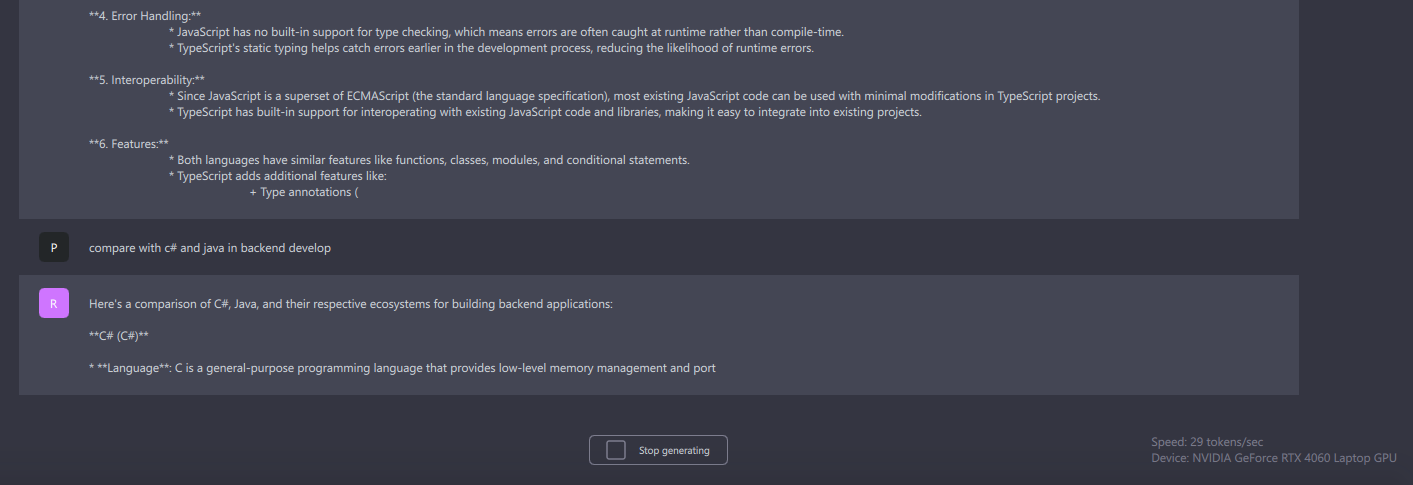 **4. Error Handling:**
* JavaScript has no built-in support for type checking, which means errors are often caught at runtime rather than compile-time.
* TypeScript's static typing helps catch errors earlier in the development process, reducing the likelihood of runtime errors.
**5. Interoperability:**
* Since JavaScript is a superset of ECMAScript (the standard language specification), most existing JavaScript code can be used with minimal modifications in TypeScript projects.
* TypeScript has built-in support for interoperating with existing JavaScript code and libraries, making it easy to integrate into existing projects.
**6. Features:**
* Both languages have similar features like functions, classes, modules, and conditional statements.
* TypeScript adds additional features like:
+ Type annotations (
P
compare with c# and java in backend develop
R
Here's a comparison of C#, Java, and their respective ecosystems for building backend applications:
**C# (C#)**
* **Language**: C is a general-purpose programming language that provides low-level memory management and port
Stop generating
Speed: 29 tokens/sec
Device: NVIDIA GeForce RTX 4060 Laptop GPU